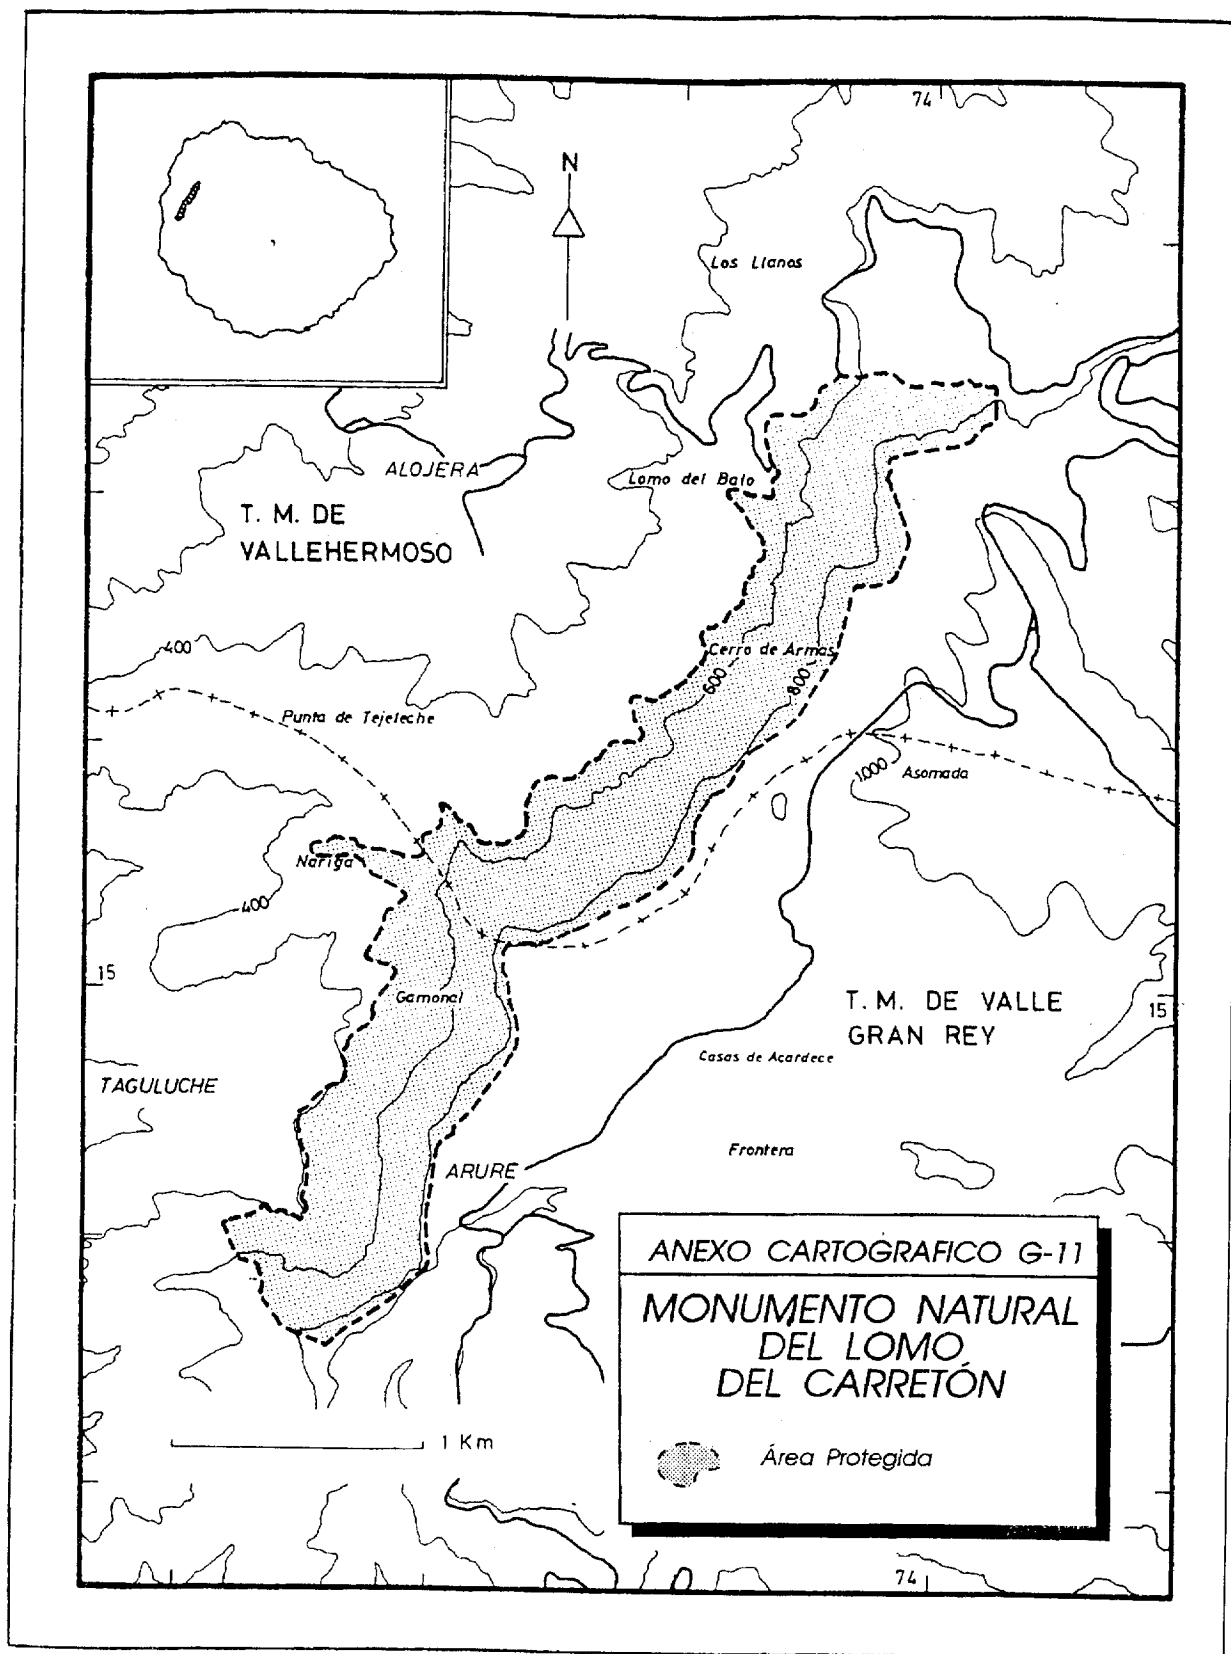 74
N
Los Llanos
ALOJERA
Lomo del Balo
T. M. DE
VALLEHERMOSO
400
Cerro de Armas
600
800
Punta de Tejeleche
1.000
Asomada
Nariga
400
15
Gamonal
T. M. DE VALLE
GRAN REY
15
Casas de Acardece
TAGULUCHE
Frontera
ARURE
ANEXO CARTOGRAFICO G-11
MONUMENTO NATURAL
DEL LOMO
DEL CARRETÓN
1 Km
Área Protegida
74